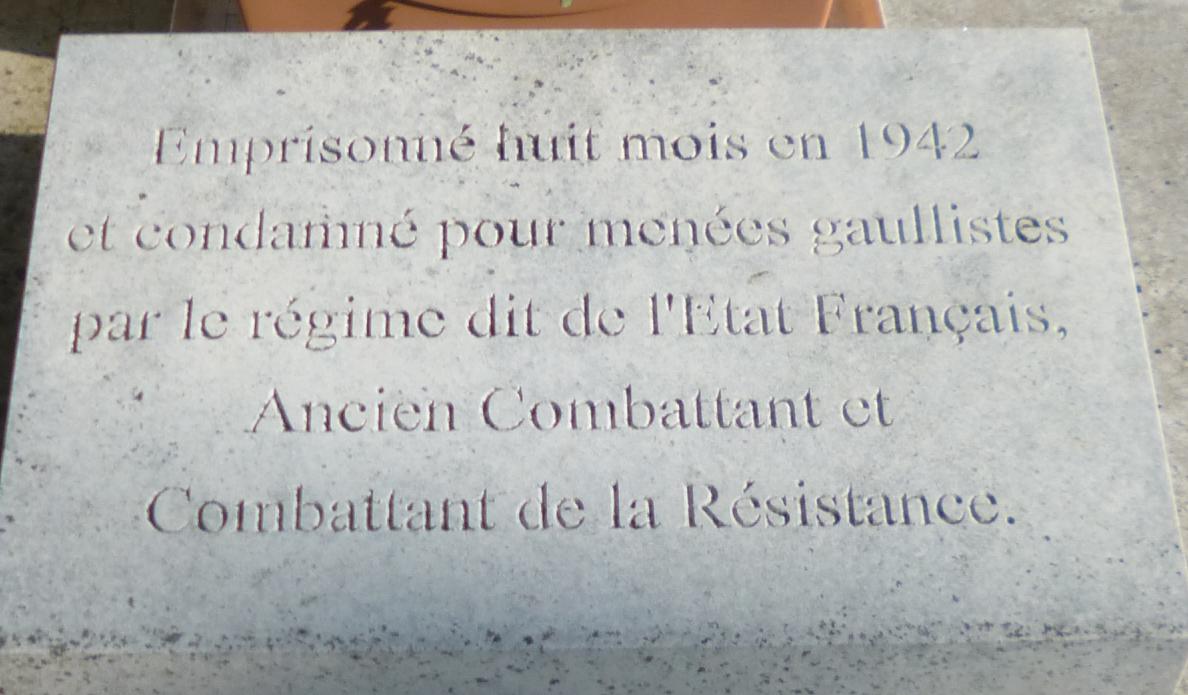 Emprisonné huit mois en 1942
et condamné pour menées gaullistes
par le régime dit de l'Etat Français,
Ancien Combattant et
Combattant de la Résistance.